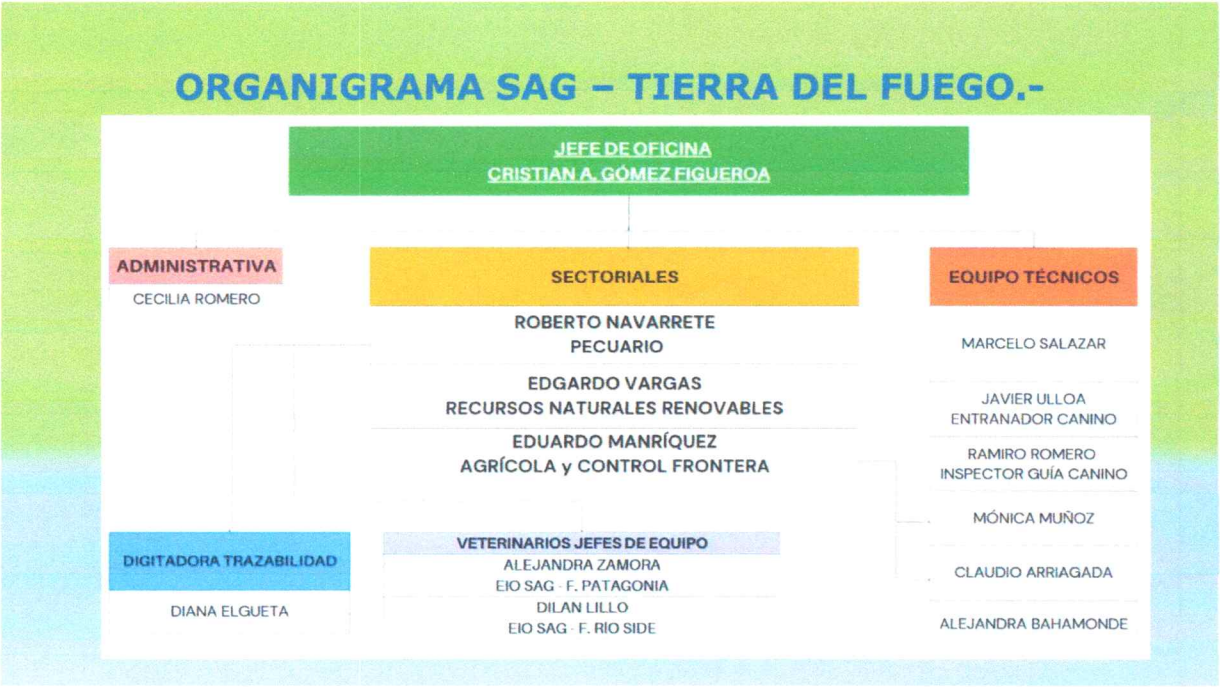 ORGANIGRAMA SAG – TIERRA DEL FUEGO.-
JEFE DE OFICINA
CRISTIAN A. GÓMEZ FIGUEROA
ADMINISTRATIVA
CECILIA ROMERO
SECTORIALES
ROBERTO NAVARRETE
PECUARIO
EDGARDO VARGAS
RECURSOS NATURALES RENOVABLES
EDUARDO MANRÍQUEZ
AGRÍCOLA y CONTROL FRONTERA
EQUIPO TÉCNICOS
MARCELO SALAZAR
JAVIER ULLOA
ENTRANADOR CANINO
RAMIRO ROMERO
INSPECTOR GUÍA CANINO
MÓNICA MUÑOZ
CLAUDIO ARRIAGADA
ALEJANDRA BAHAMONDE
DIGITADORA TRAZABILIDAD
DIANA ELGUETA
VETERINARIOS JEFES DE EQUIPO
ALEJANDRA ZAMORA
EIO SAG - F. PATAGONIA
DILAN LILLO
EIO SAG - F. RÍO SIDE